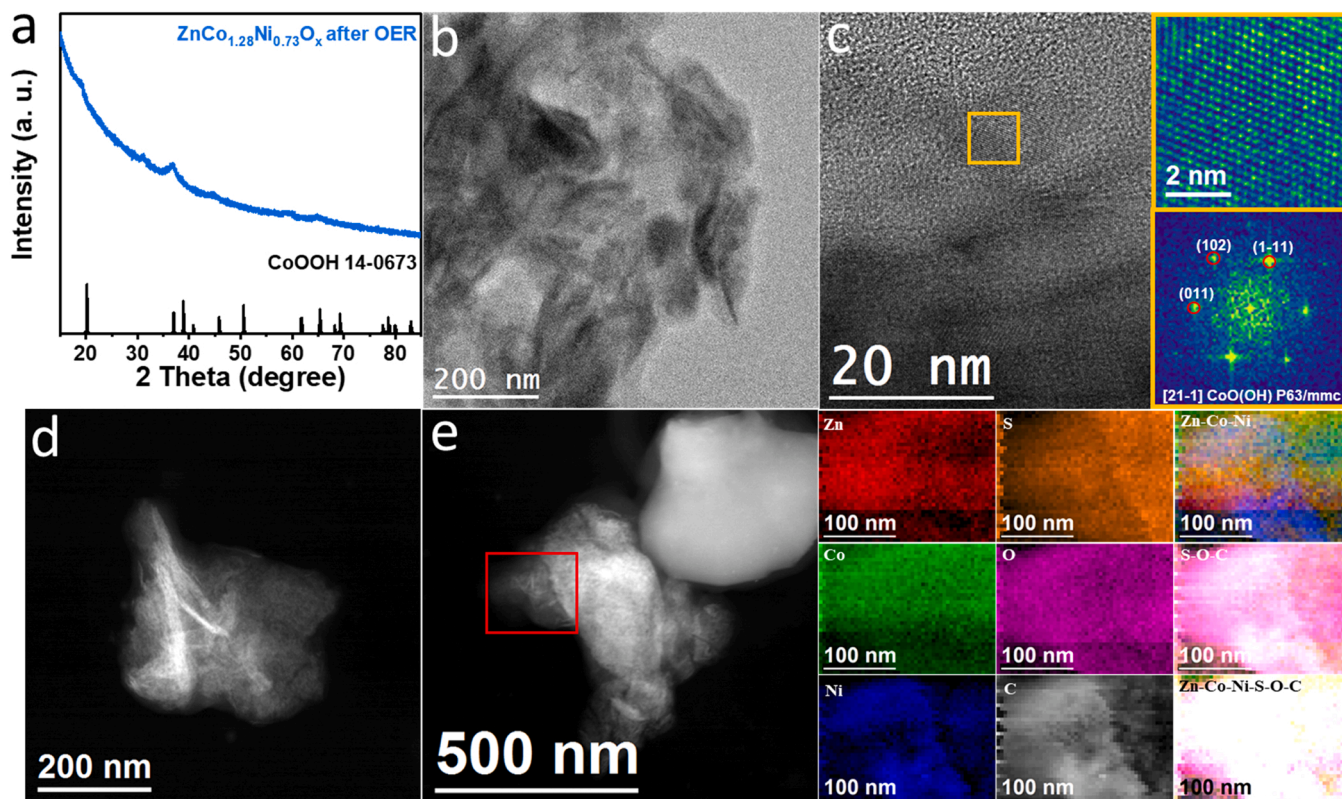 a
ZnCo1.28Ni0.73Ox after OER
Intensity (a. u.)
CoOOH 14-0673
20 30 40 50 60 70 80
2 Theta (degree)
b
200 nm
c
20 nm
2 nm
(102)
(1-11)
(011)
[21-1] CoO(OH) P63/mmc
d
200 nm
e
500 nm
Zn
100 nm
S
100 nm
Zn-Co-Ni
100 nm
Co
100 nm
O
100 nm
S-O-C
100 nm
Ni
100 nm
C
100 nm
Zn-Co-Ni-S-O-C
100 nm